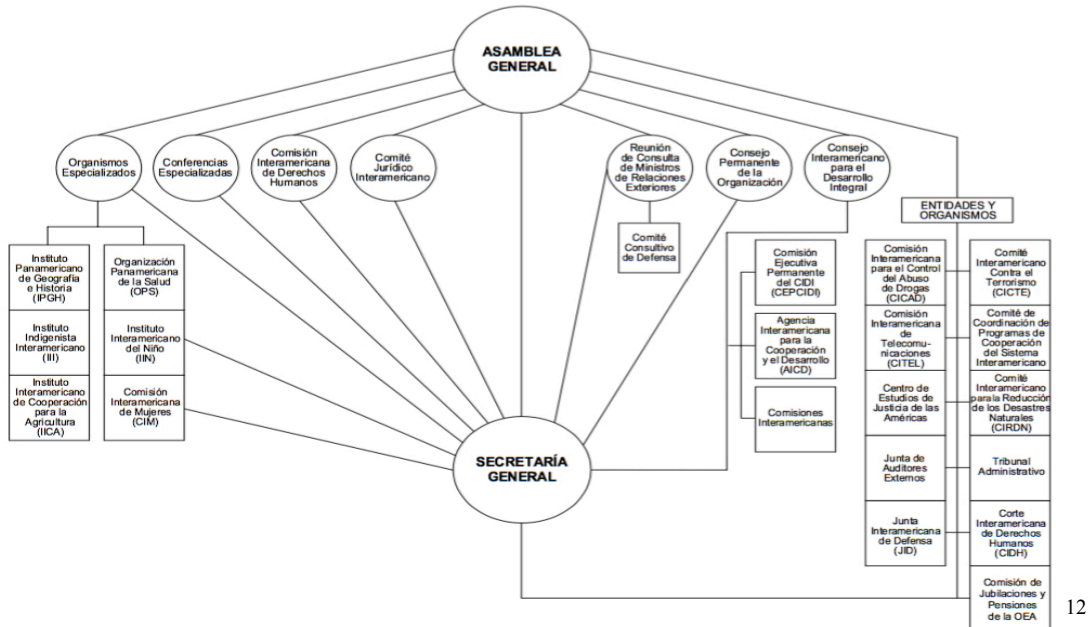 ASAMBLEA
GENERAL
Organismos
Especializados
Conferencias
Especializadas
Comisión
Interamericana
de Derechos
Humanos
Comité
Jurídico
Interamericano
Reunión
de Consulta
de Ministros
de Relaciones
Exteriores
Consejo
Permanente
de la
Organización
Consejo
Interamericano
para el
Desarrollo
Integral
ENTIDADES Y
ORGANISMOS
Comité
Consultivo
de Defensa
Instituto
Panamericano
de Geografía
e Historia
(IPGH)
Organización
Panamericana
de la Salud
(OPS)
Instituto
Indigenista
Interamericano
(III)
Instituto
Interamericano
del Niño
(IIN)
Instituto
Interamericano
de Cooperación
para la
Agricultura
(IICA)
Comisión
Interamericana
de Mujeres
(CIM)
SECRETARÍA
GENERAL
Comisión
Ejecutiva
Permanente
del CIDI
(CEPCIDI)
Agencia
Interamericana
para la
Cooperación
y el Desarrollo
(AICD)
Comisiones
Interamericanas
Comisión
Interamericana
para el Control
del Abuso
de Drogas
(CICAD)
Comité
Interamericano
Contra el
Terrorismo
(CICTE)
Comisión
Interamericana
de
Telecomu-
nicaciones
(CITEL)
Comité de
Coordinación de
Programas de
Cooperación
del Sistema
Interamericano
Centro de
Estudios de
Justicia de las
Américas
Comité
Interamericano
para la Reducción
de los Desastres
Naturales
(CIRDN)
Junta de
Auditores
Externos
Tribunal
Administrativo
Junta
Interamericana
de Defensa
(JID)
Corte
Interamericana
de Derechos
Humanos
(CIDH)
Comisión de
Jubilaciones y
Pensiones
de la OEA
12